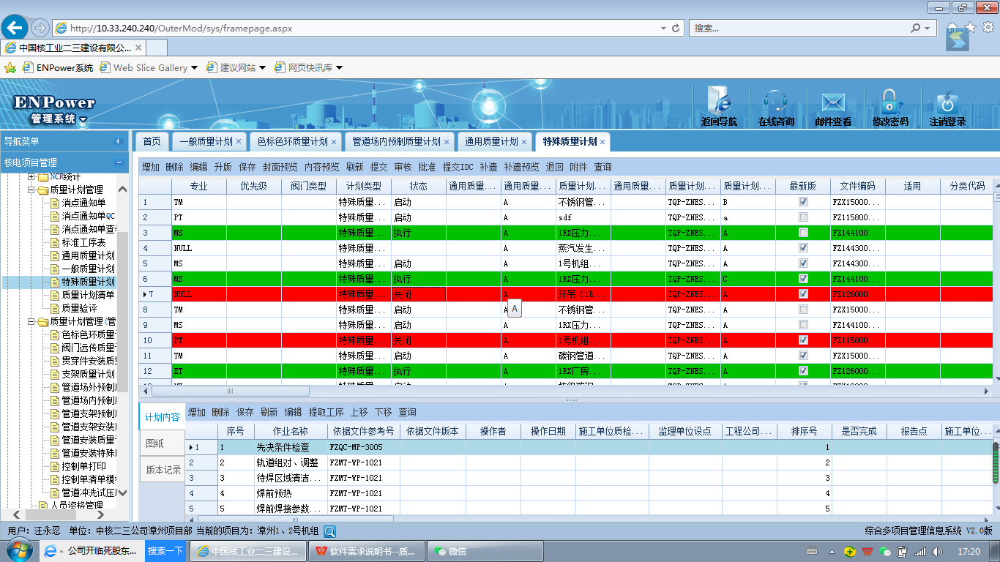 http://10.33.240.240/OuterMod/sys/framepage.aspx
搜索...
中国核工业二三建设有限公...
ENPower系统 Web Slice Gallery 建议网站 网页快讯库
ENPower
管理系统
返回导航 在线咨询 邮件查看 修改密码 注销登录
导航菜单
首页 一般质量计划 色标色环质量计划 管道场内预制质量计划 通用质量计划 特殊质量计划
核电项目管理
NCR统计
质量计划管理
消点通知单
消点通知单QC
消点通知单查
标准工序表
通用质量计划
一般质量计划
特殊质量计划
质量计划清单
质量验评
质量计划管理(管
色标色环质量
阀门远传质量
贯穿件安装质
支架质量计划
管道场外预制
管道场内预制
管道支架预制
管道支架安装
管道安装质量
管道安装特殊
控制单打印
控制单清单模
管道冲洗试压
人员资格管理
增加 删除 编辑 升版 保存 封面预览 内容预览 刷新 提交 审核 批准 提交IDC 补遗 补遗预览 退回 附件 查询
专业 优先级 阀门类型 计划类型 状态 通用质量... 通用质量... 质量计划... 通用质量... 质量计划... 质量计划... 最新版 文件编码 适用 分类代码
1 TM 特殊质量... 启动 A 不锈钢管... TQP-ZNES... B FZX15000...
2 PT 特殊质量... 启动 A sdf TQP-ZNES... a FZ115800...
3 MS 特殊质量... 执行 A 1RX压力... TQP-ZNES... A FZ144100...
4 NULL 特殊质量... A 蒸汽发生... TQP-ZNES... A FZ144300...
5 MS 特殊质量... 启动 A 1号机组... TQP-ZNES... A FZ144300...
6 MS 特殊质量... 执行 A 1RX压力... TQP-ZNES... C FZ144100...
7 NULL 特殊质量... 关闭 A 环吊（1R... TQP-ZNES... A FZ126000...
A
8 TM 特殊质量... 启动 A 不锈钢管... TQP-ZNES... A FZX15000...
9 MS 特殊质量... 启动 A 1RX压力... TQP-ZNES... A FZ144100...
10 PT 特殊质量... 关闭 A 1号机组... TQP-ZNES... A FZ115800...
11 TM 特殊质量... 启动 A 碳钢管道... TQP-ZNES... A FZX15000...
12 ET 特殊质量... 执行 A 1RX厂房... TQP-ZNES... A FZ126000...
计划内容
图纸
版本记录
增加 删除 保存 刷新 编辑 提取工序 上移 下移 查询
序号 作业名称 依据文件参考号 依据文件版本 操作者 操作日期 施工单位质检... 监理单位设点 工程公司... 排序号 是否完成 报告点 施工单位...
1 1 先决条件检查 FZQC-MP-3005 1
2 2 轨道组对、调整 FZMT-WP-1021 2
3 3 待焊区域清洁... FZMT-WP-1021 3
4 4 焊前预热 FZMT-WP-1021 4
5 5 焊前焊接参数... FZMT-WP-1021 5
用户：汪永忍 单位：中核二三公司漳州项目部 当前的项目为：漳州1、2号机组
综合多项目管理信息系统 V2.0版
公司开临死股东... 搜索一下 中国核工业二三建设... 软件需求说明书--质... 微信 17:20